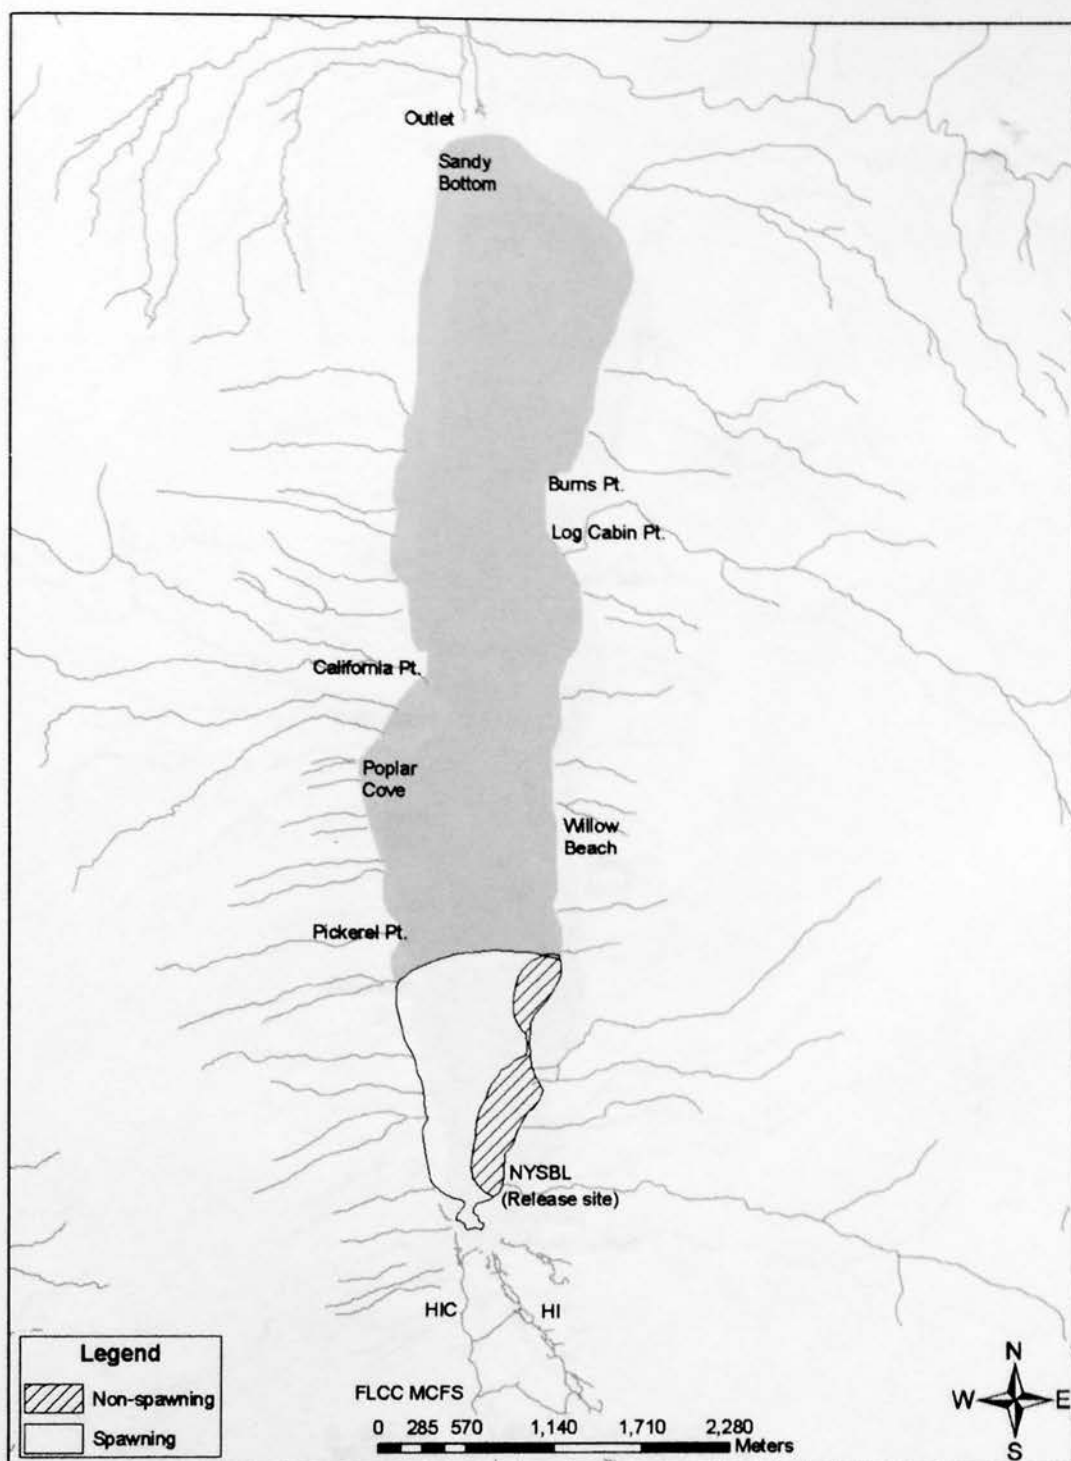 Outlet
Sandy
Bottom
Burns Pt.
Log Cabin Pt.
California Pt.
Poplar
Cove
Willow
Beach
Pickerel Pt.
NYSBL
(Release site)
HIC
HI
FLCC MCFS
Legend
Non-spawning
Spawning
0 285 570 1,140 1,710 2,280
Meters
N
W
E
S